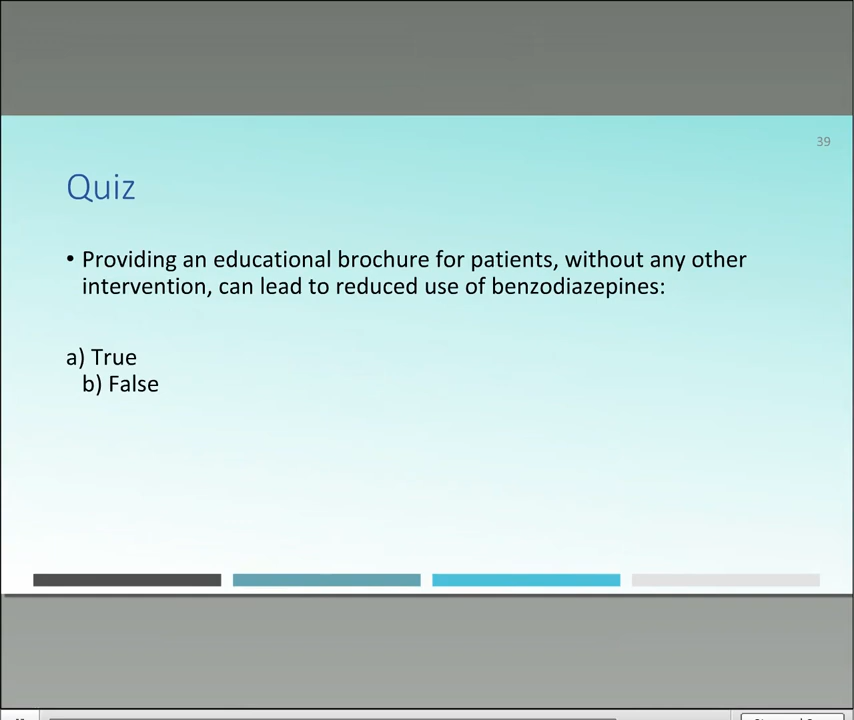 39
Quiz
• Providing an educational brochure for patients, without any other
intervention, can lead to reduced use of benzodiazepines:
a) True
b) False